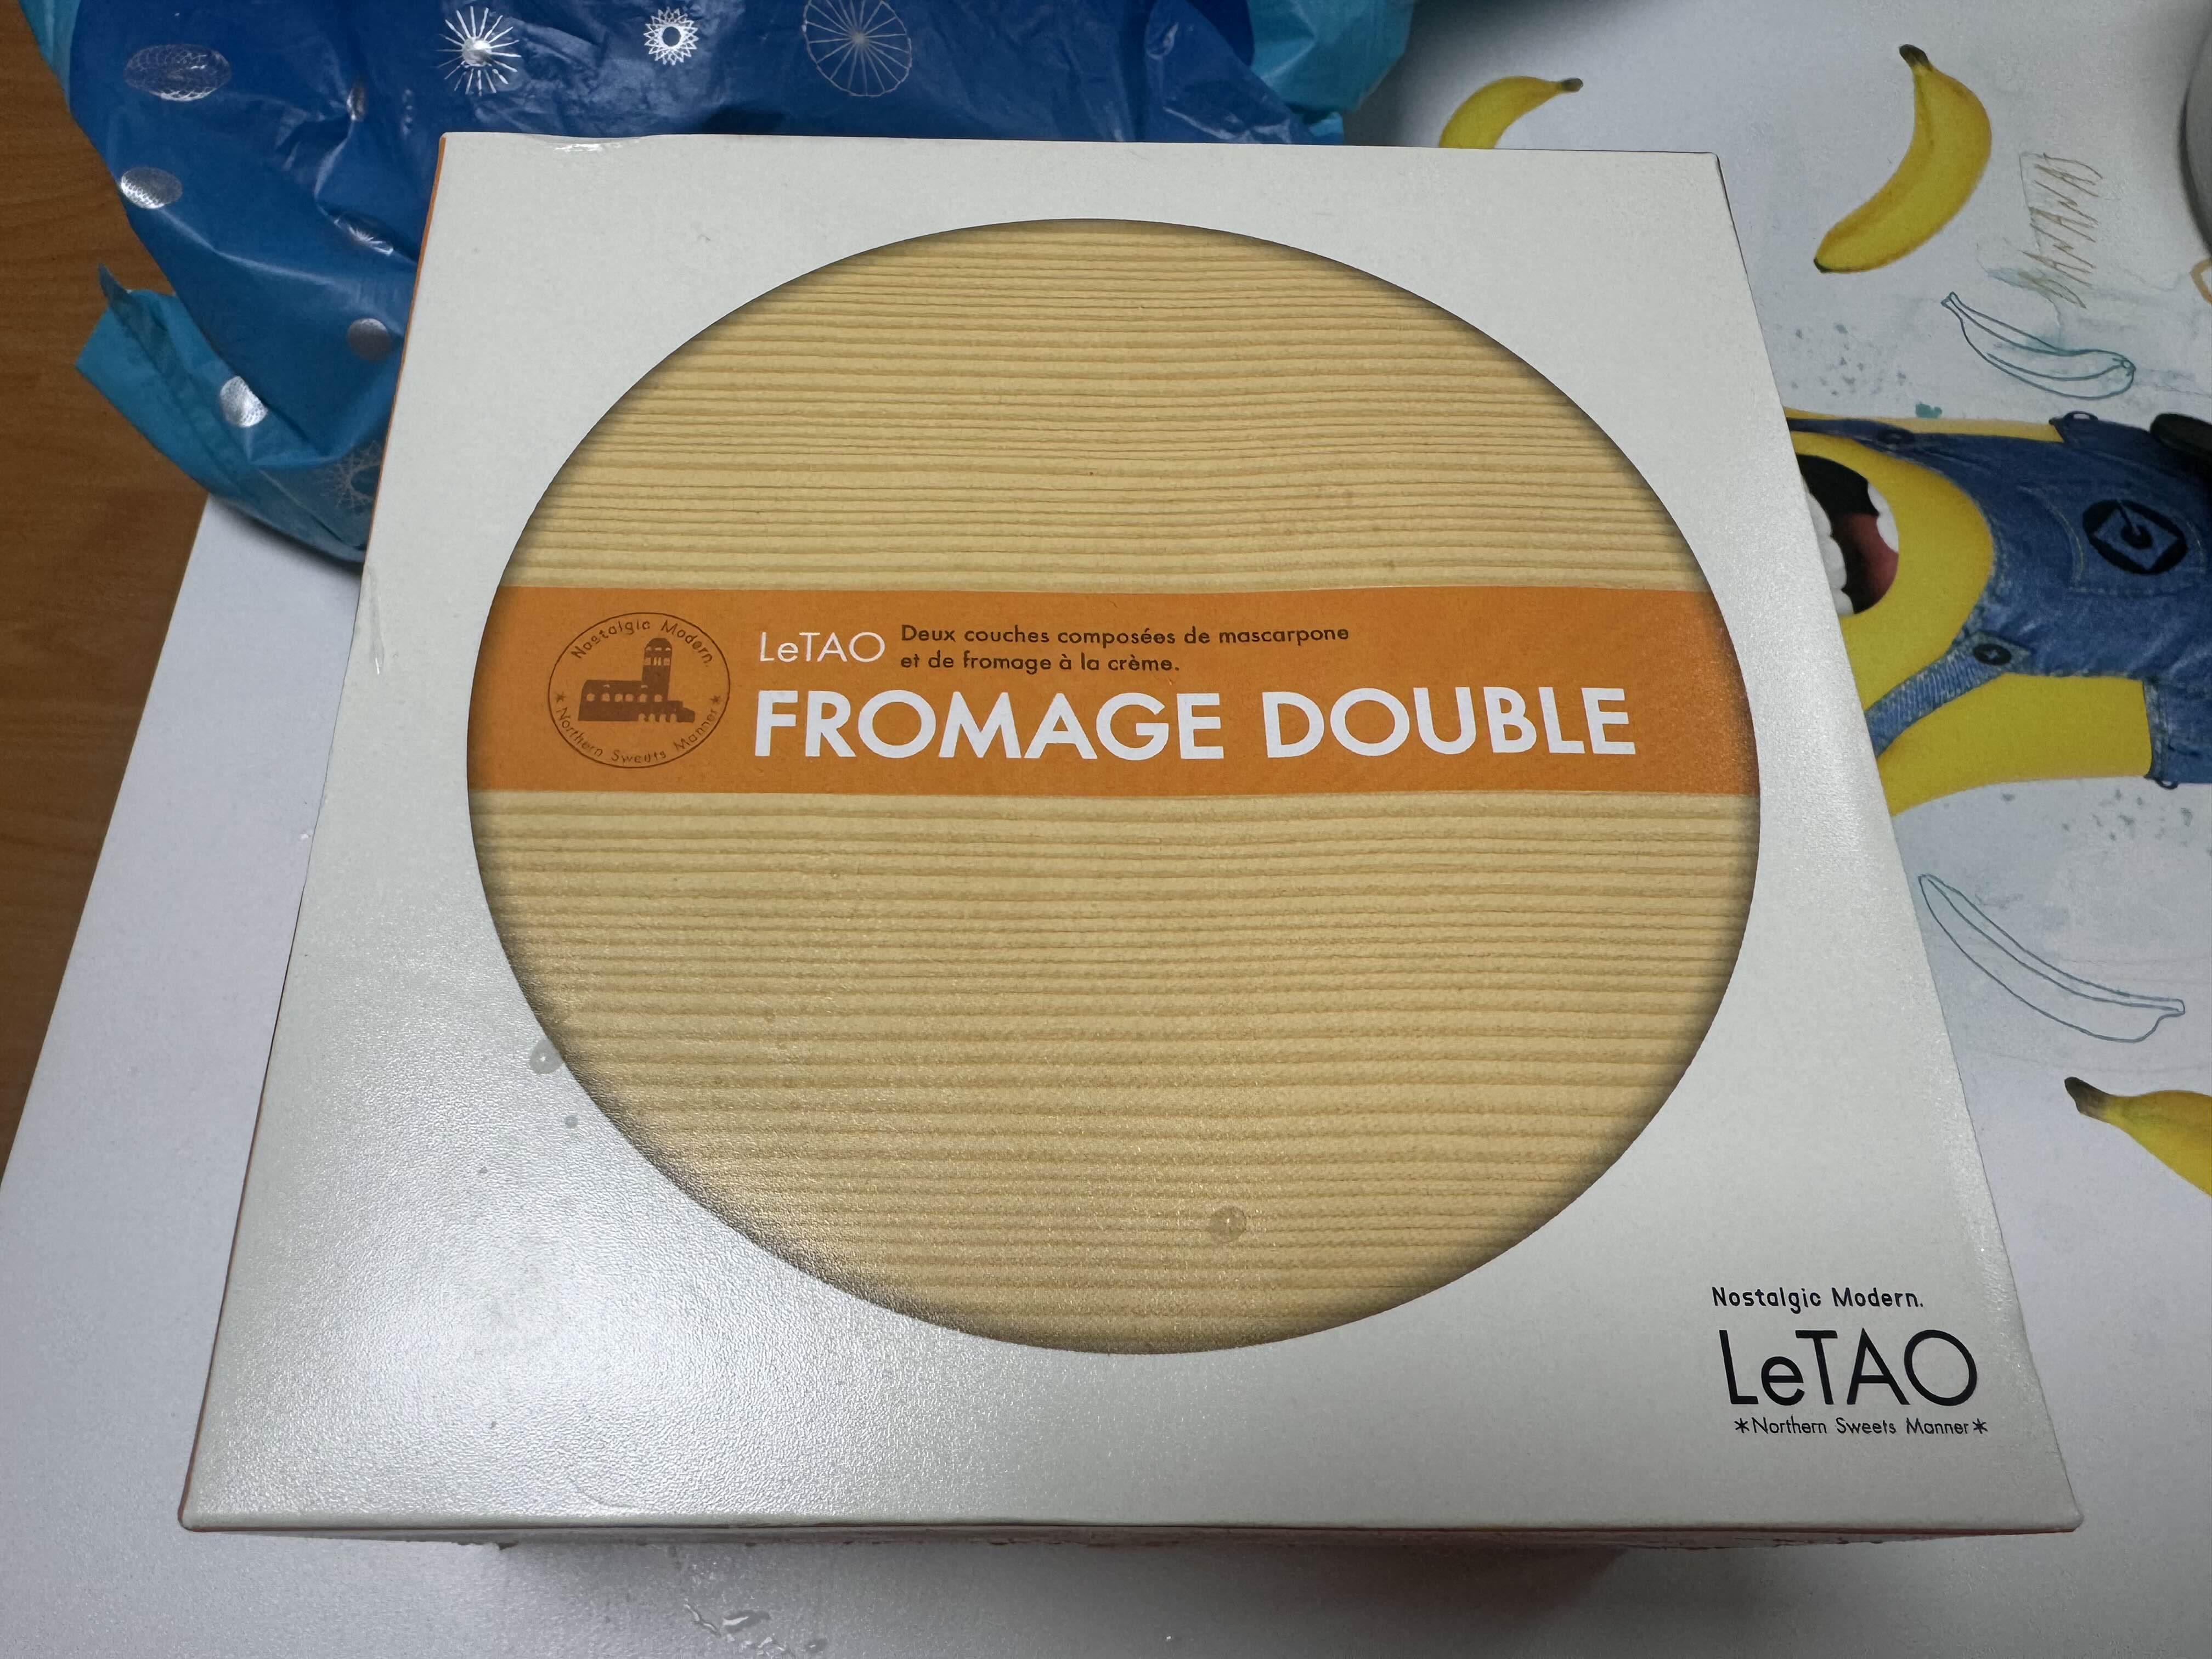 BANANAS
Nostalgic Modern.
* Northern Sweets Manner *
LeTAO
Deux couches composées de mascarpone
et de fromage à la crème.
FROMAGE DOUBLE
Nostalgic Modern.
LeTAO
*Northern Sweets Manner*